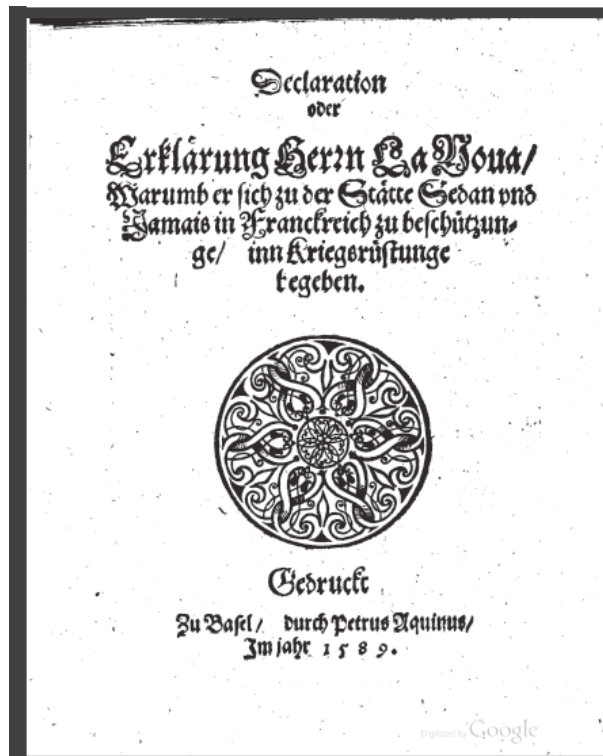 Declaration
oder
Erklärung Herrn La Noua/
Warumb er sich zu der Stätte Sedan vnd
Jamais in Franckreich zu beschützun-
ge/ inn Kriegsrüstunge
begeben.
Gedruckt
Zu Basel/ durch Petrus Aquinus/
Im jahr 1589.
Digitized by Google